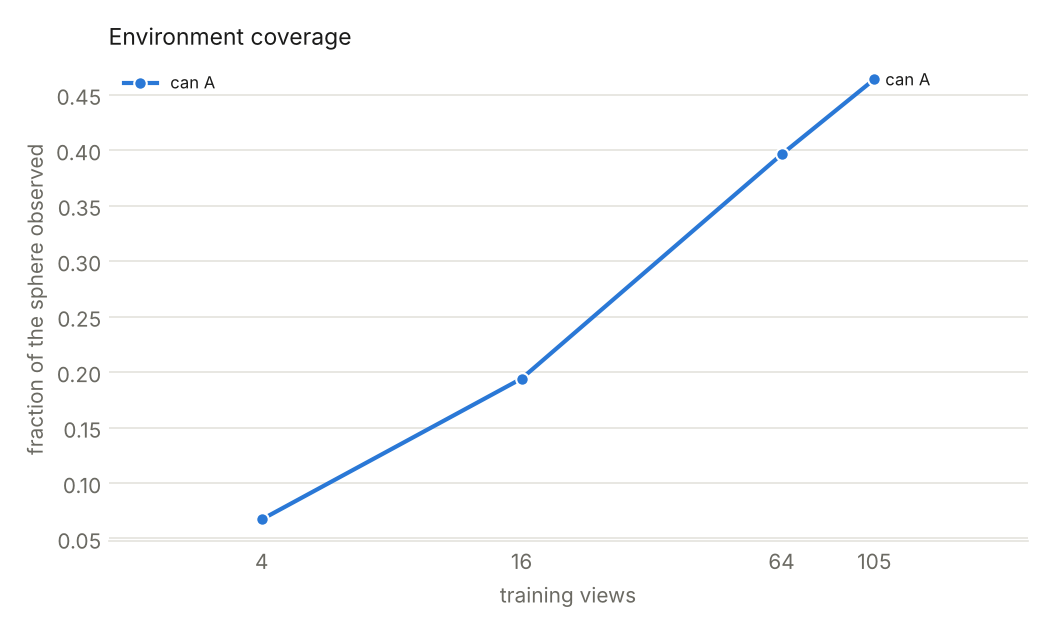 Environment coverage
can A
can A
0.45
0.40
0.35
0.30
0.25
0.20
0.15
0.10
0.05
fraction of the sphere observed
4 16 64 105
training views